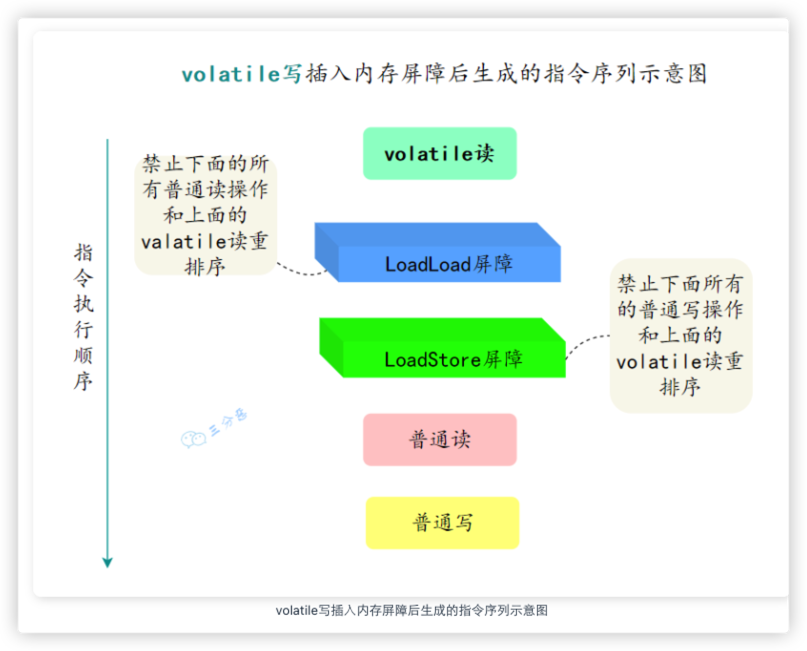 volatile写插入内存屏障后生成的指令序列示意图
volatile读
禁止下面的所
有普通读操作
和上面的
valatile读重
排序
LoadLoad屏障
指
令
执
行
顺
序
禁止下面所有
的普通写操作
和上面的
volatile读重
排序
LoadStore屏障
三分恶
普通读
普通写
volatile写插入内存屏障后生成的指令序列示意图